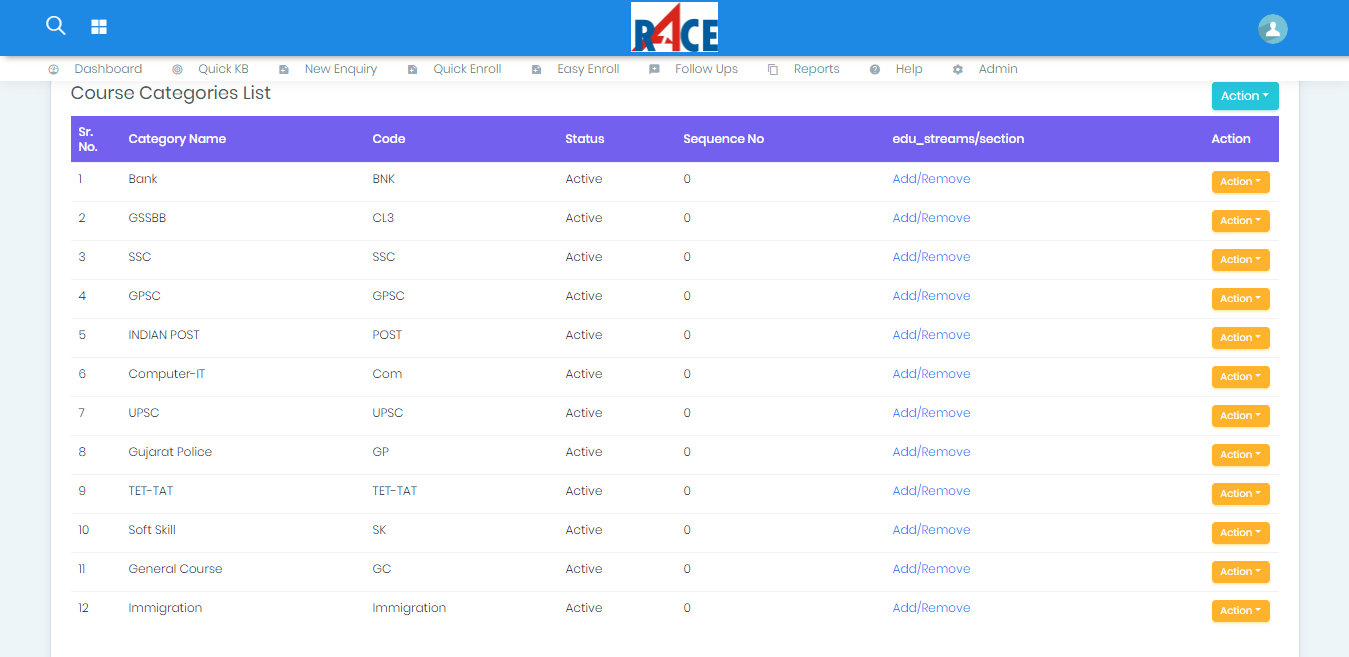 R4CE
Dashboard Quick KB New Enquiry Quick Enroll Easy Enroll Follow Ups Reports Help Admin
Course Categories List Action
Sr. No. Category Name Code Status Sequence No edu_streams/section Action
1 Bank BNK Active 0 Add/Remove Action
2 GSSBB CL3 Active 0 Add/Remove Action
3 SSC SSC Active 0 Add/Remove Action
4 GPSC GPSC Active 0 Add/Remove Action
5 INDIAN POST POST Active 0 Add/Remove Action
6 Computer-IT Com Active 0 Add/Remove Action
7 UPSC UPSC Active 0 Add/Remove Action
8 Gujarat Police GP Active 0 Add/Remove Action
9 TET-TAT TET-TAT Active 0 Add/Remove Action
10 Soft Skill SK Active 0 Add/Remove Action
11 General Course GC Active 0 Add/Remove Action
12 Immigration Immigration Active 0 Add/Remove Action